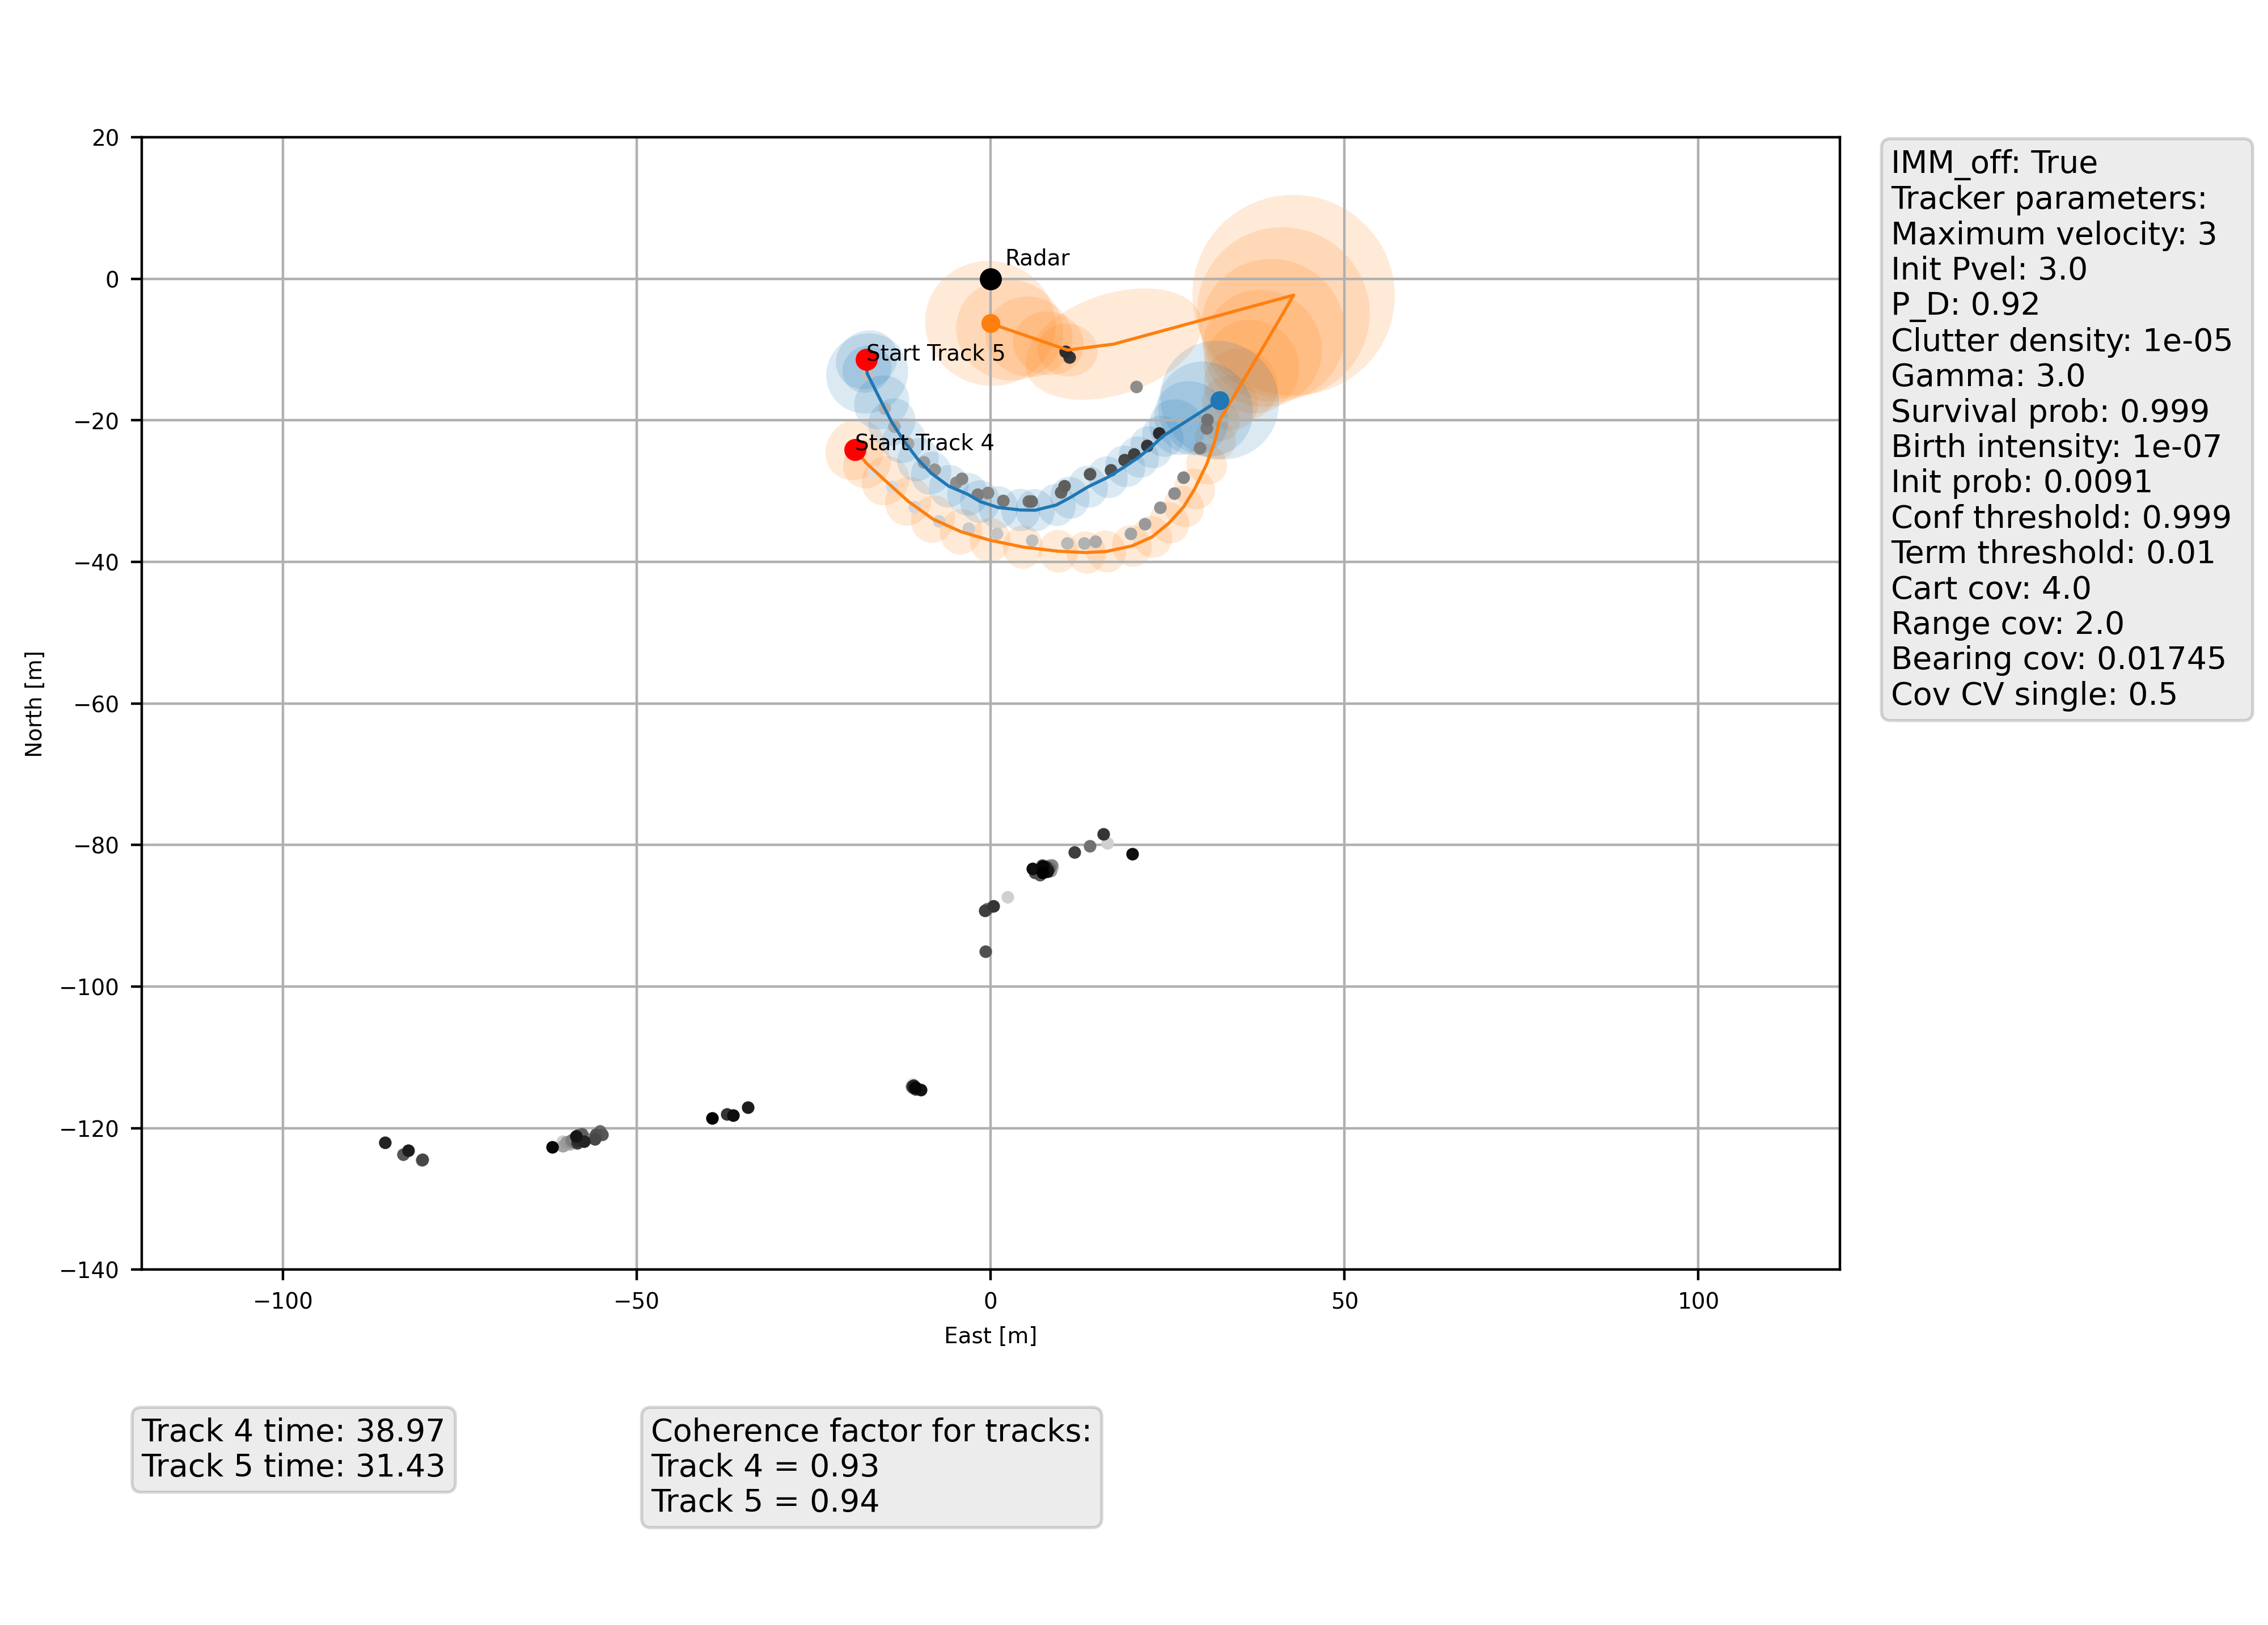 20
0
−20
−40
−60
−80
−100
−120
−140
North [m]
−100
−50
0
50
100
East [m]
Radar
Start Track 5
Start Track 4
IMM_off: True
Tracker parameters:
Maximum velocity: 3
Init Pvel: 3.0
P_D: 0.92
Clutter density: 1e-05
Gamma: 3.0
Survival prob: 0.999
Birth intensity: 1e-07
Init prob: 0.0091
Conf threshold: 0.999
Term threshold: 0.01
Cart cov: 4.0
Range cov: 2.0
Bearing cov: 0.01745
Cov CV single: 0.5
Track 4 time: 38.97
Track 5 time: 31.43
Coherence factor for tracks:
Track 4 = 0.93
Track 5 = 0.94